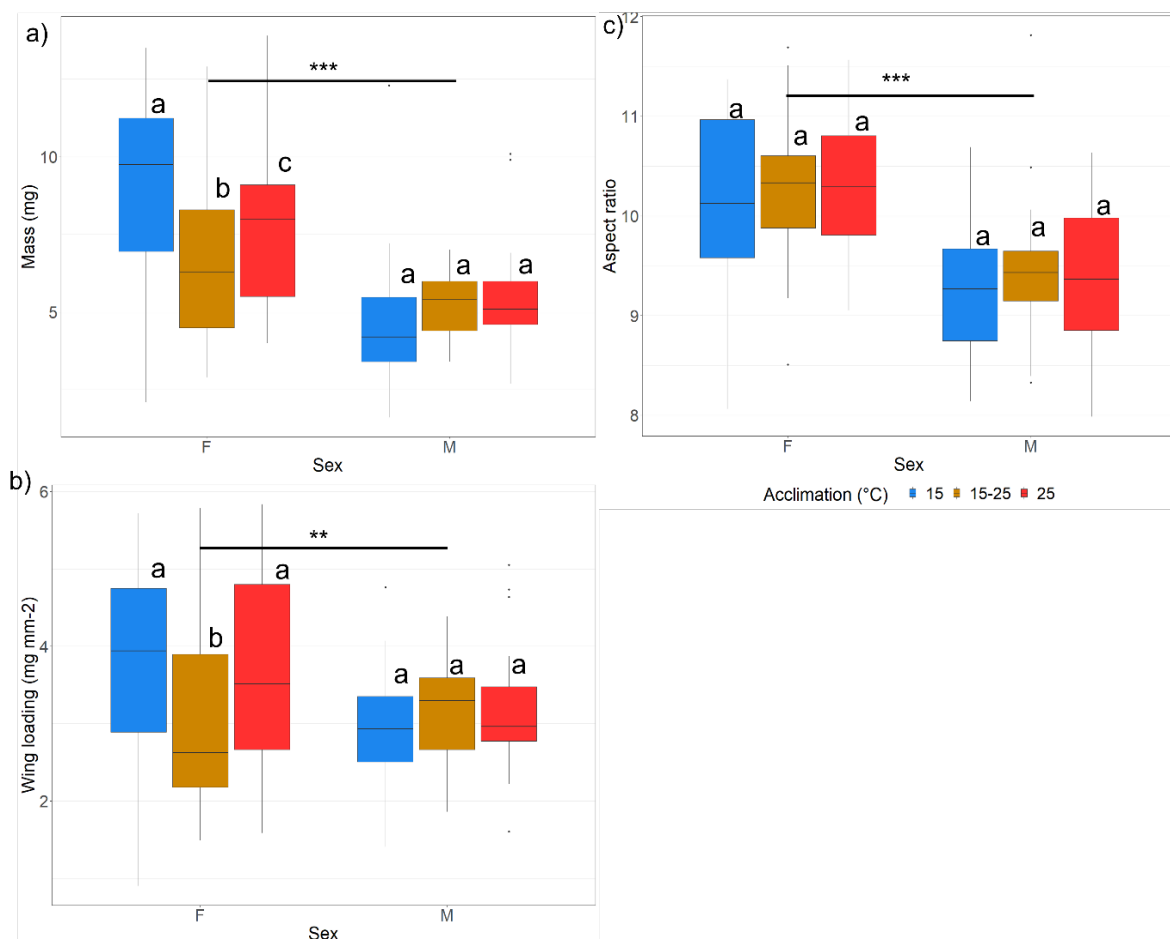 a)
***
a
b
c
a
a
a
10
5
Mass (mg)
F
M
Sex
c)
12
***
a
a
a
a
a
a
11
10
9
8
Aspect ratio
F
M
Sex
Acclimation (°C) 15 15-25 25
b)
6
**
a
b
a
a
a
a
4
2
Wing loading (mg mm-2)
F
M
Sex